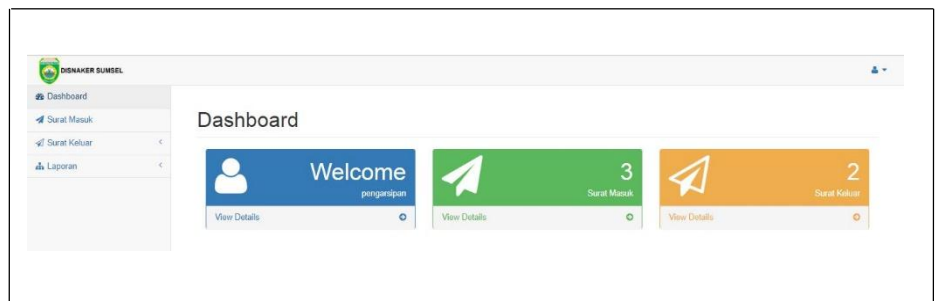 DISNAKER SUMSEL
Dashboard
Surat Masuk
Surat Keluar
Laporan
Dashboard
Welcome
pengarsipan
View Details
3
Surat Masuk
View Details
2
Surat Keluar
View Details